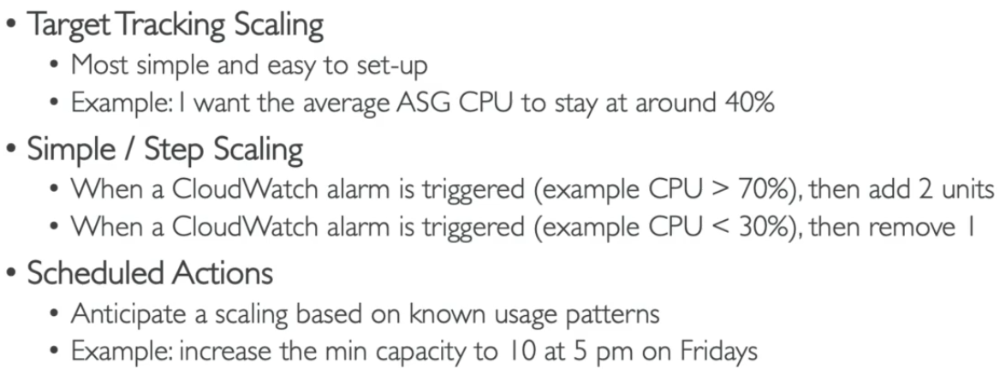 • Target Tracking Scaling
• Most simple and easy to set-up
• Example: I want the average ASG CPU to stay at around 40%
• Simple / Step Scaling
• When a CloudWatch alarm is triggered (example CPU > 70%), then add 2 units
• When a CloudWatch alarm is triggered (example CPU < 30%), then remove 1
• Scheduled Actions
• Anticipate a scaling based on known usage patterns
• Example: increase the min capacity to 10 at 5 pm on Fridays